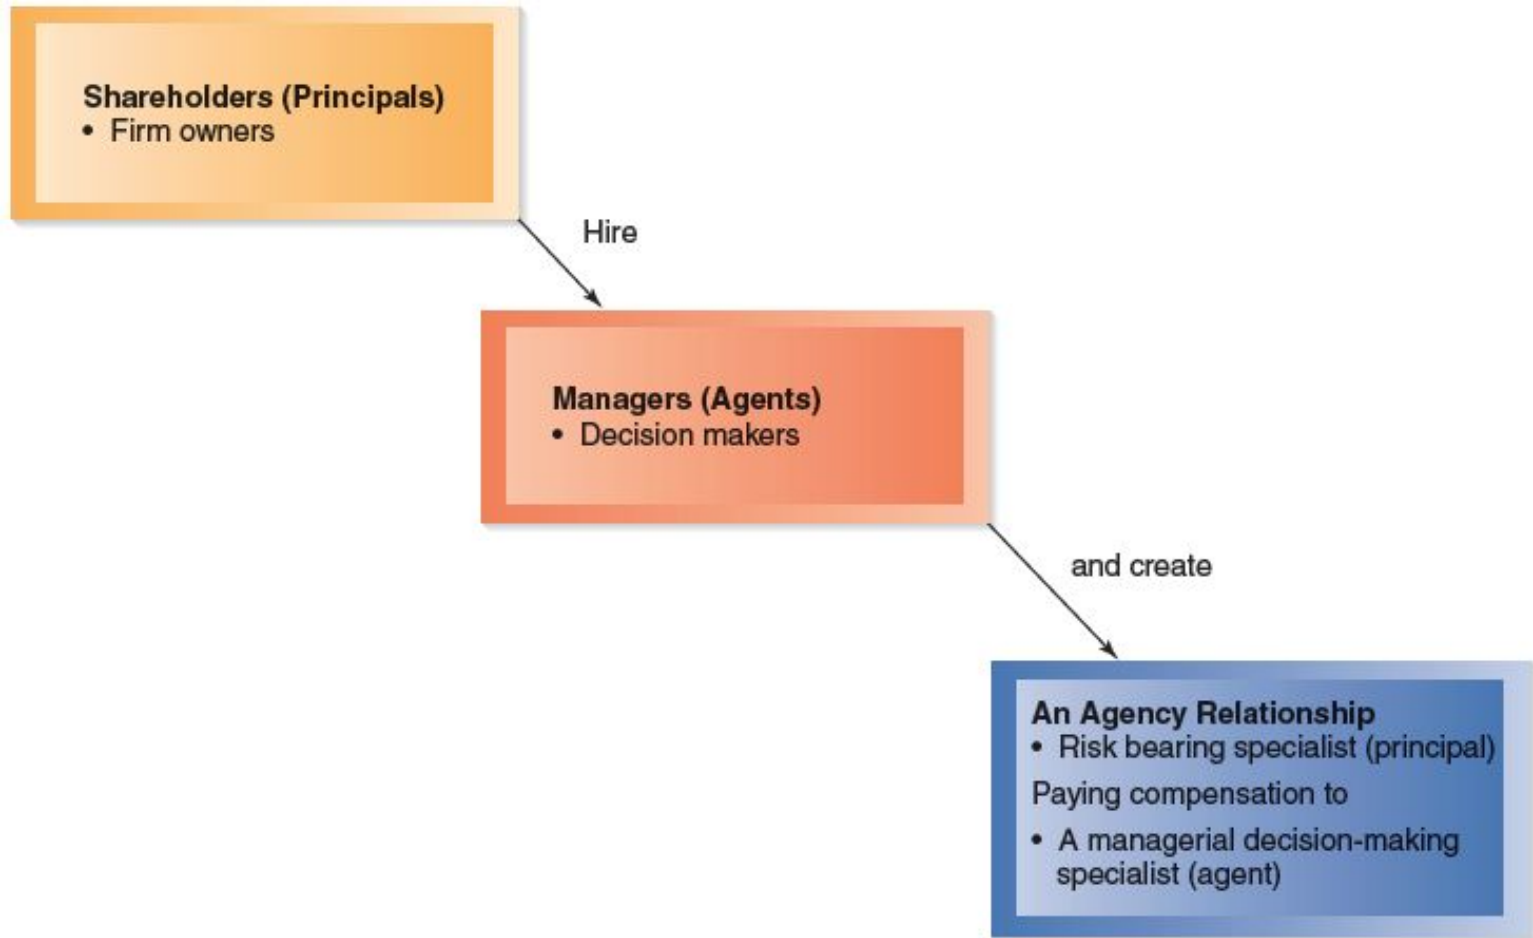 Shareholders (Principals)
• Firm owners
Hire
Managers (Agents)
• Decision makers
and create
An Agency Relationship
• Risk bearing specialist (principal)
Paying compensation to
• A managerial decision-making
specialist (agent)